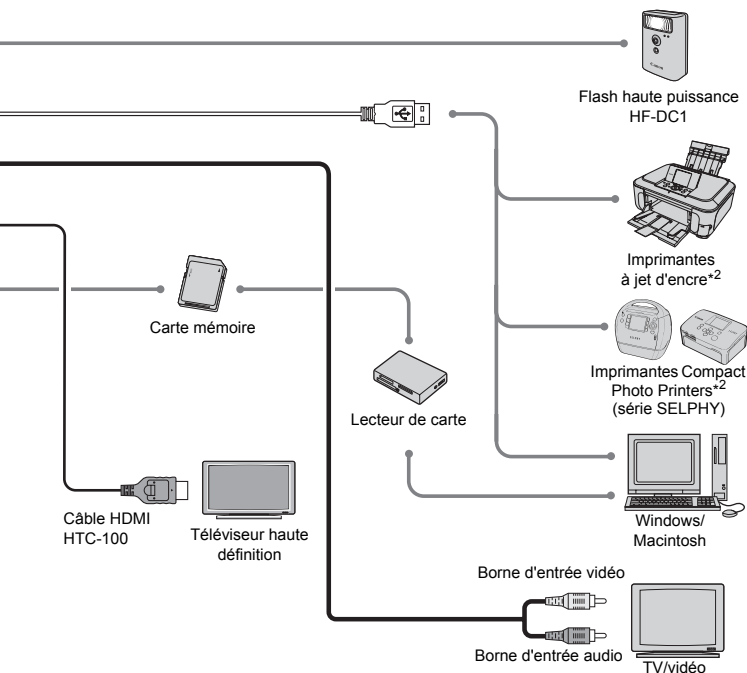 Flash haute puissance
HF-DC1
Imprimantes
à jet d'encre*2
Carte mémoire
Imprimantes Compact
Photo Printers*2
(série SELPHY)
Lecteur de carte
Câble HDMI
HTC-100
Téléviseur haute
définition
Windows/
Macintosh
Borne d'entrée vidéo
Borne d'entrée audio
TV/vidéo